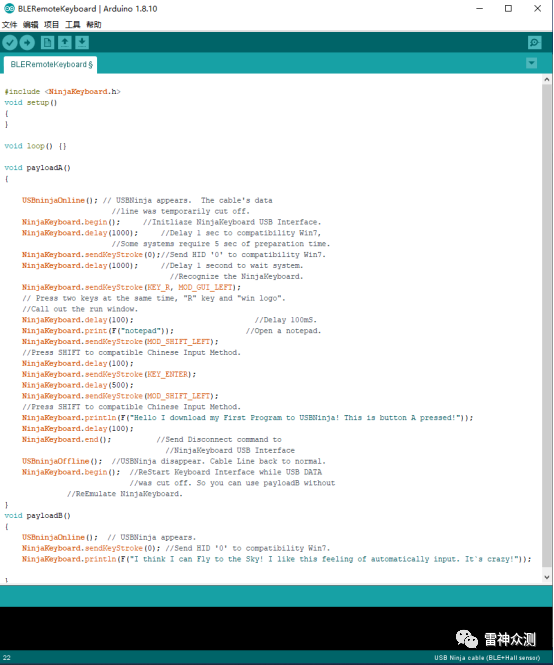 BLERemoteKeyboard | Arduino 1.8.10
文件 编辑 项目 工具 帮助
BLERemoteKeyboard §
#include <NinjaKeyboard.h>
void setup()
{
}
void loop() {}
void payloadA()
{
USBninjaOnline(); // USBNinja appears.  The cable's data
//line was temporarily cut off.
NinjaKeyboard.begin();     //Initliaze NinjaKeyboard USB Interface.
NinjaKeyboard.delay(1000);     //Delay 1 sec to compatibility Win7,
//Some systems require 5 sec of preparation time.
NinjaKeyboard.sendKeyStroke(0);//Send HID '0' to compatibility Win7.
NinjaKeyboard.delay(1000);     //Delay 1 second to wait system.
//Recognize the NinjaKeyboard.
NinjaKeyboard.sendKeyStroke(KEY_R, MOD_GUI_LEFT);
// Press two keys at the same time, "R" key and "win logo".
//Call out the run window.
NinjaKeyboard.delay(100);     //Delay 100mS.
NinjaKeyboard.print(F("notepad"));     //Open a notepad.
NinjaKeyboard.sendKeyStroke(MOD_SHIFT_LEFT);
//Press SHIFT to compatible Chinese Input Method.
NinjaKeyboard.delay(100);
NinjaKeyboard.sendKeyStroke(KEY_ENTER);
NinjaKeyboard.delay(500);
NinjaKeyboard.sendKeyStroke(MOD_SHIFT_LEFT);
//Press SHIFT to compatible Chinese Input Method.
NinjaKeyboard.println(F("Hello I download my First Program to USBNinja! This is button A pressed!"));
NinjaKeyboard.delay(100);
NinjaKeyboard.end();     //Send Disconnect command to
//NinjaKeyboard USB Interface
USBninjaOffline();  //USBNinja disappear. Cable Line back to normal.
NinjaKeyboard.begin();  //ReStart Keyboard Interface while USB DATA
//was cut off. So you can use payloadB without
//ReEmulate NinjaKeyboard.
}
void payloadB()
{
USBninjaOnline();  // USBNinja appears.
NinjaKeyboard.sendKeyStroke(0); //Send HID '0' to compatibility Win7.
NinjaKeyboard.println(F("I think I can Fly to the Sky! I like this feeling of automatically input. It's crazy!"));
}
雷神众测
22
USB Ninja cable (BLE+Hall sensor)